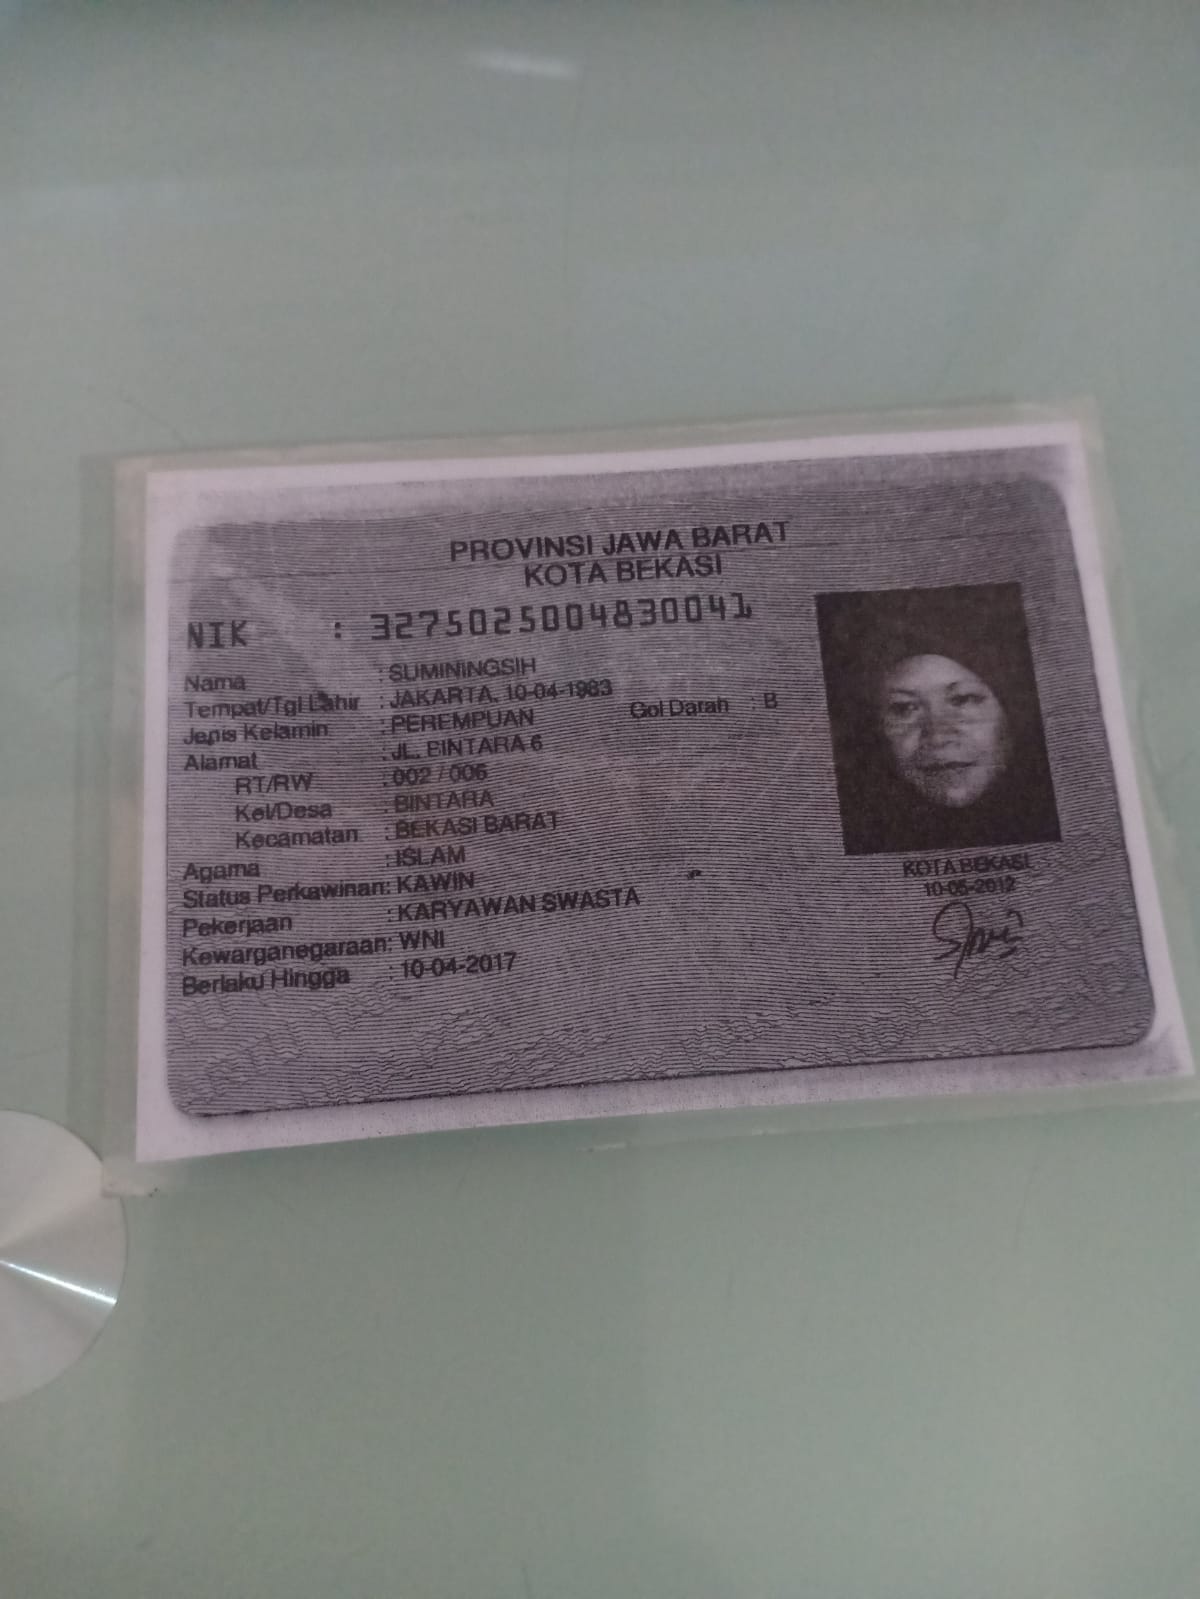 PROVINSI JAWA BARAT
KOTA BEKASI
NIK : 3275025004830041
Nama : SUMININGSIH
Tempat/Tgl Lahir : JAKARTA, 10-04-1983
Jenis Kelamin : PEREMPUAN Gol Darah : B
Alamat : JL. BINTARA 6
RT/RW : 002 / 006
Kel/Desa : BINTARA
Kecamatan : BEKASI BARAT
Agama : ISLAM
Status Perkawinan: KAWIN
Pekerjaan : KARYAWAN SWASTA
Kewarganegaraan: WNI
Berlaku Hingga : 10-04-2017
KOTA BEKASI
10-05-2012